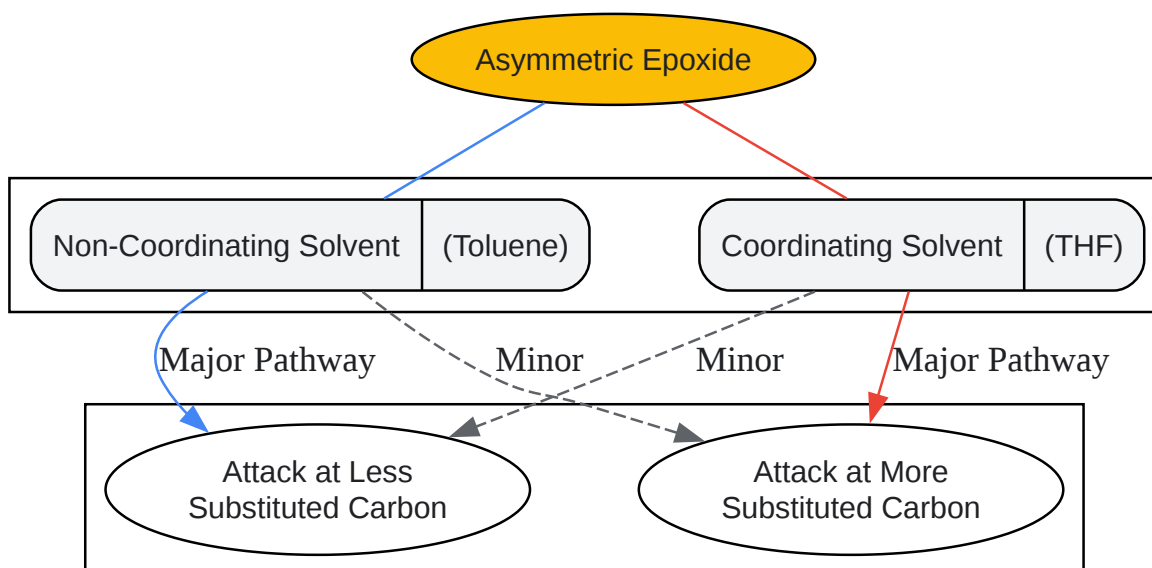 Asymmetric Epoxide
Non-Coordinating Solvent (Toluene)
Coordinating Solvent (THF)
Major Pathway
Minor
Minor
Major Pathway
Attack at Less
Substituted Carbon
Attack at More
Substituted Carbon